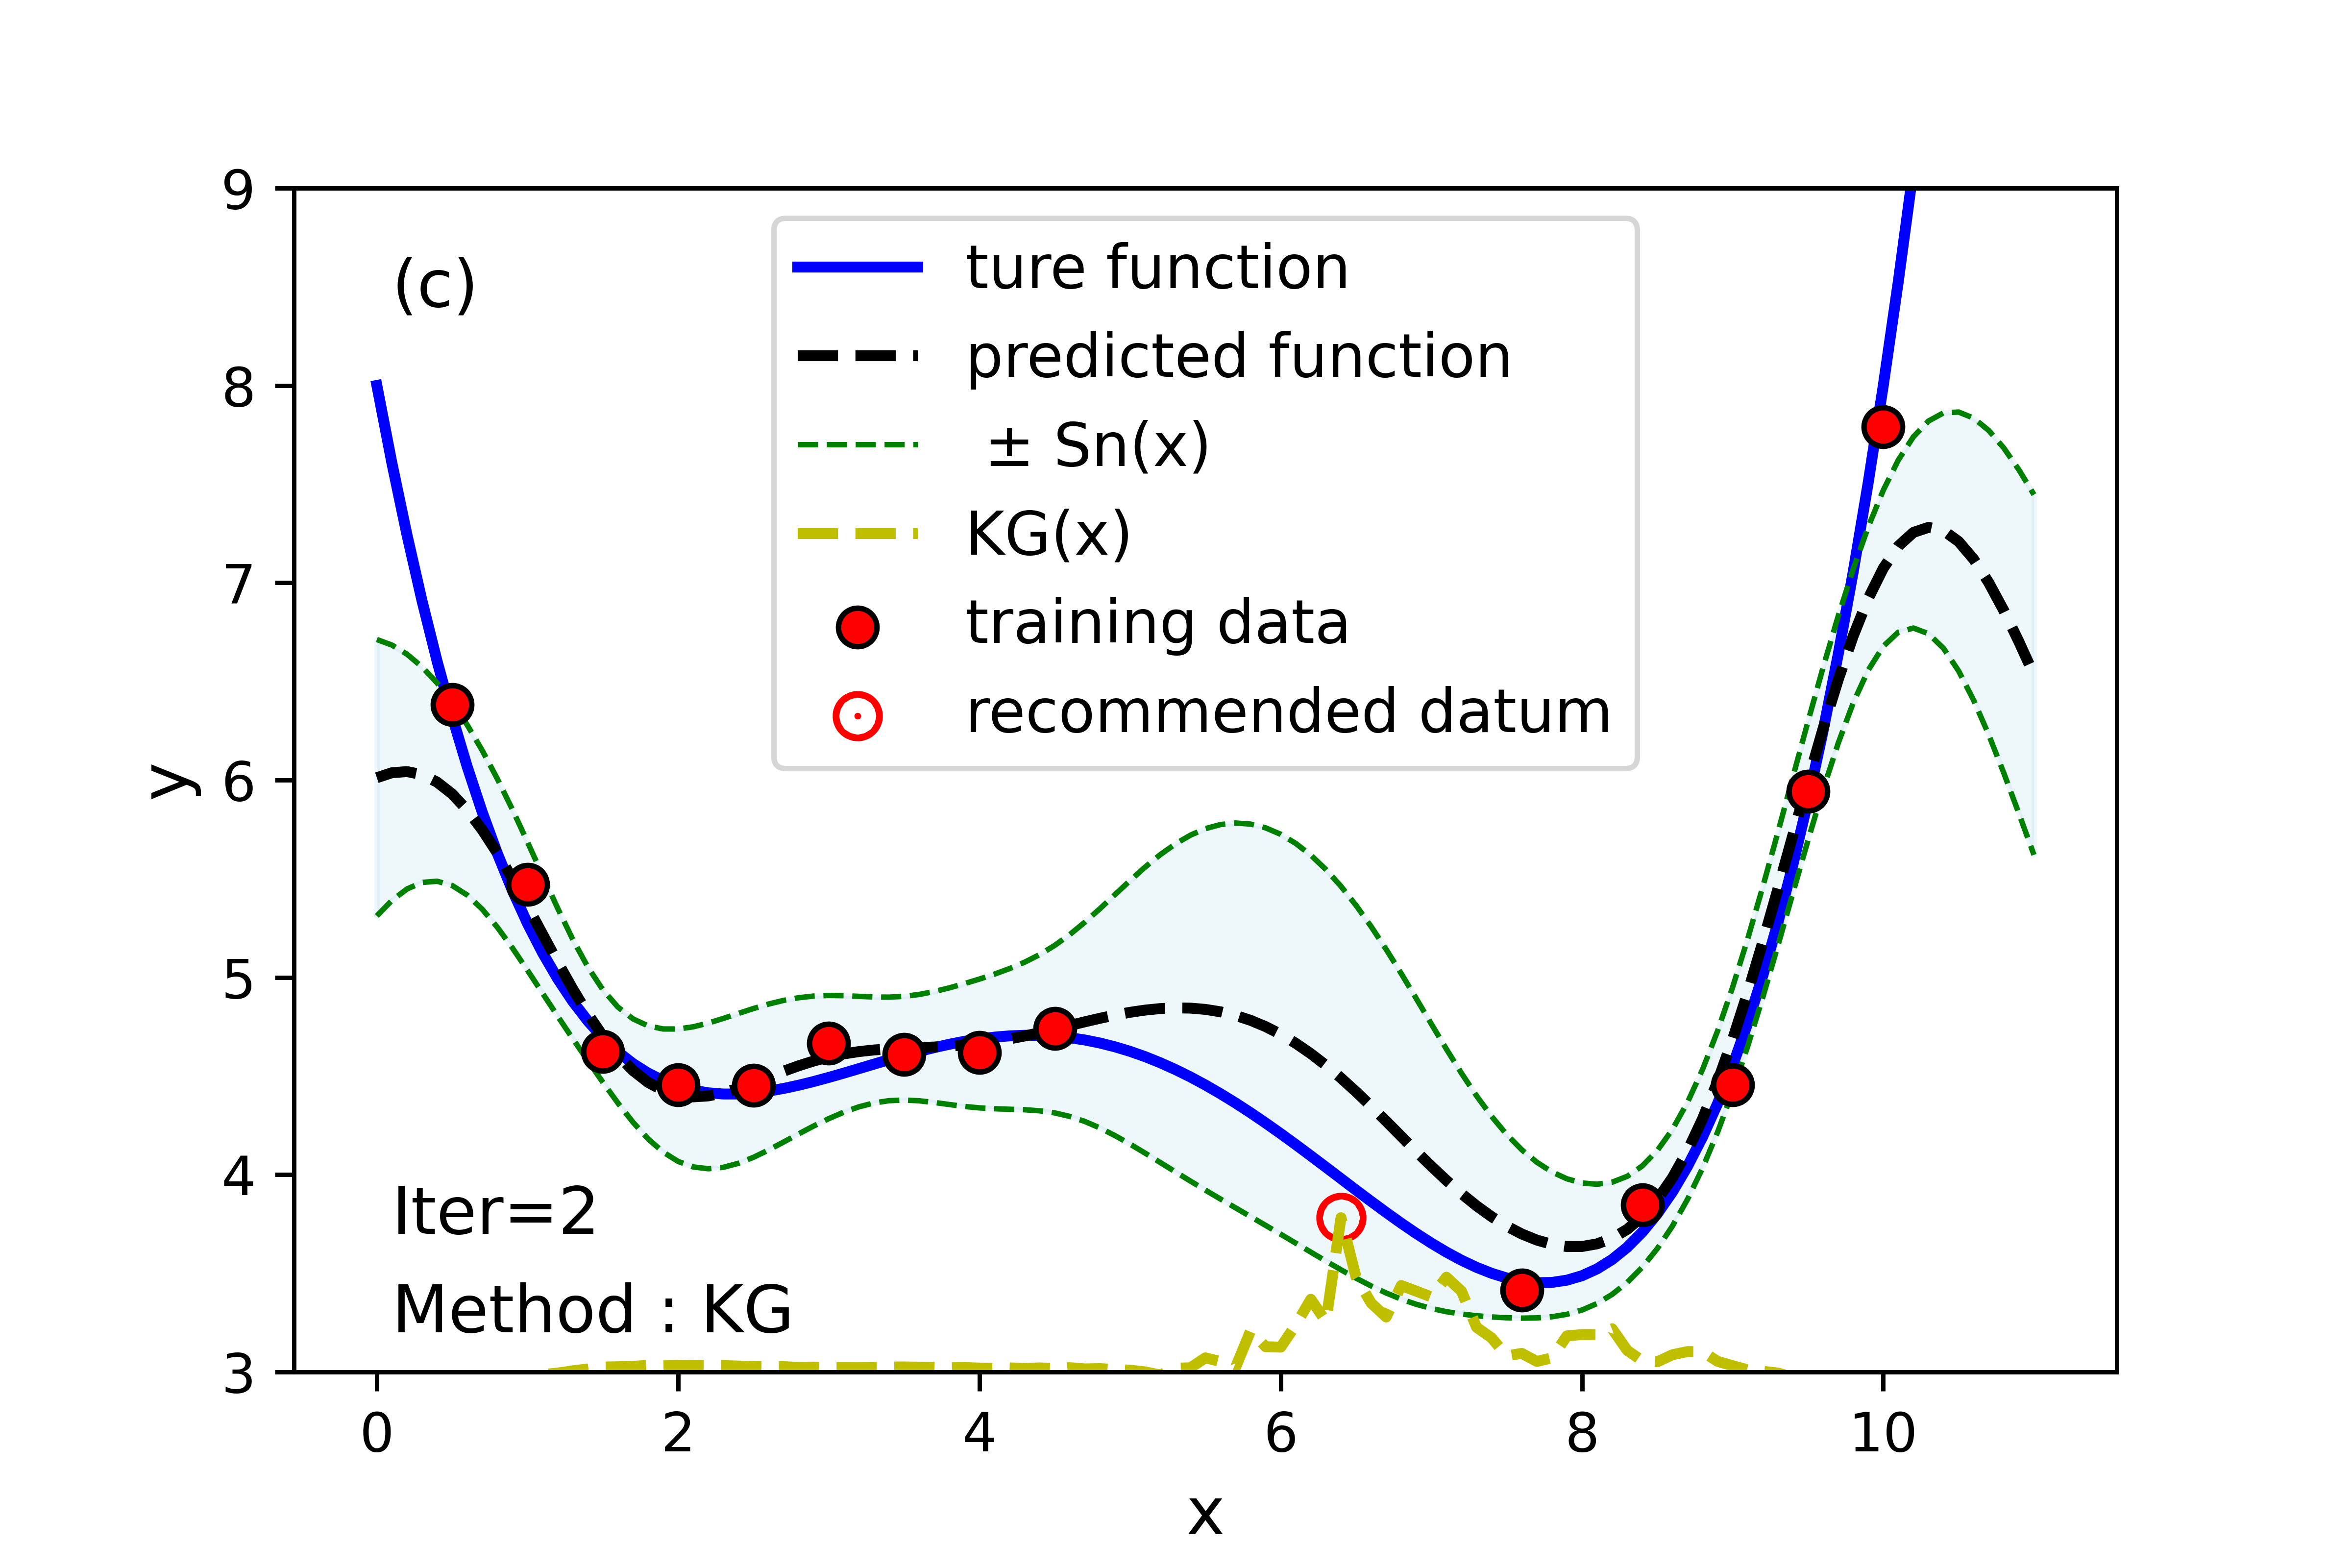 (c)
ture function
predicted function
± Sn(x)
KG(x)
training data
recommended datum
Iter=2
Method : KG
y
9
8
7
6
5
4
3
0 2 4 6 8 10
x